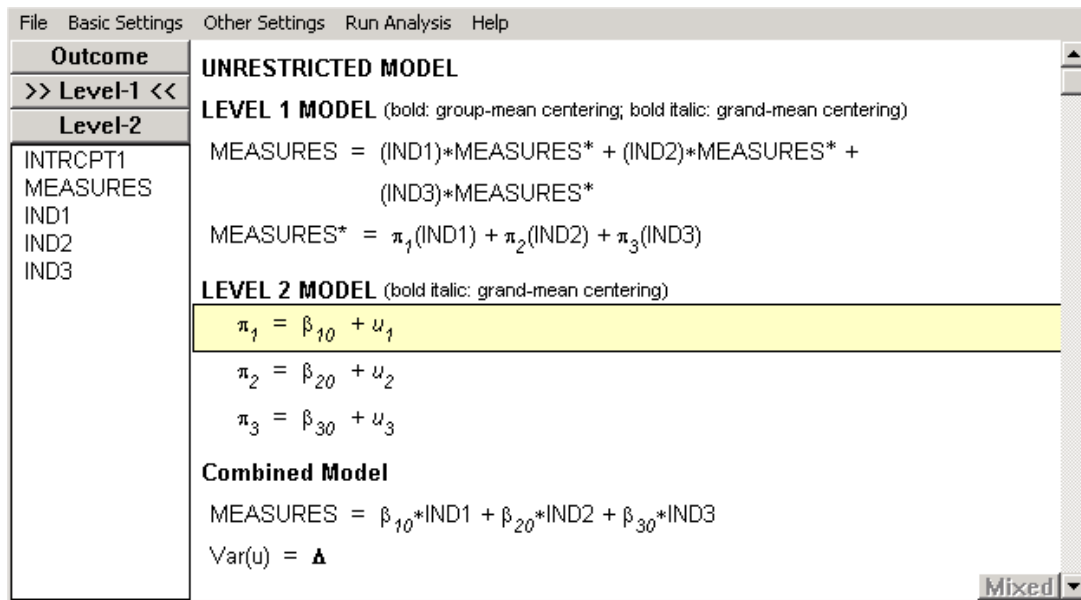 File Basic Settings Other Settings Run Analysis Help
Outcome
>> Level-1 <<
Level-2
INTRCPT1
MEASURES
IND1
IND2
IND3
UNRESTRICTED MODEL
LEVEL 1 MODEL (bold: group-mean centering; bold italic: grand-mean centering)
MEASURES = (IND1)*MEASURES* + (IND2)*MEASURES* +
(IND3)*MEASURES*
MEASURES* = π₁(IND1) + π₂(IND2) + π₃(IND3)
LEVEL 2 MODEL (bold italic: grand-mean centering)
π₁ = β₁₀ + u₁
π₂ = β₂₀ + u₂
π₃ = β₃₀ + u₃
Combined Model
MEASURES = β₁₀*IND1 + β₂₀*IND2 + β₃₀*IND3
Var(u) = Δ
Mixed